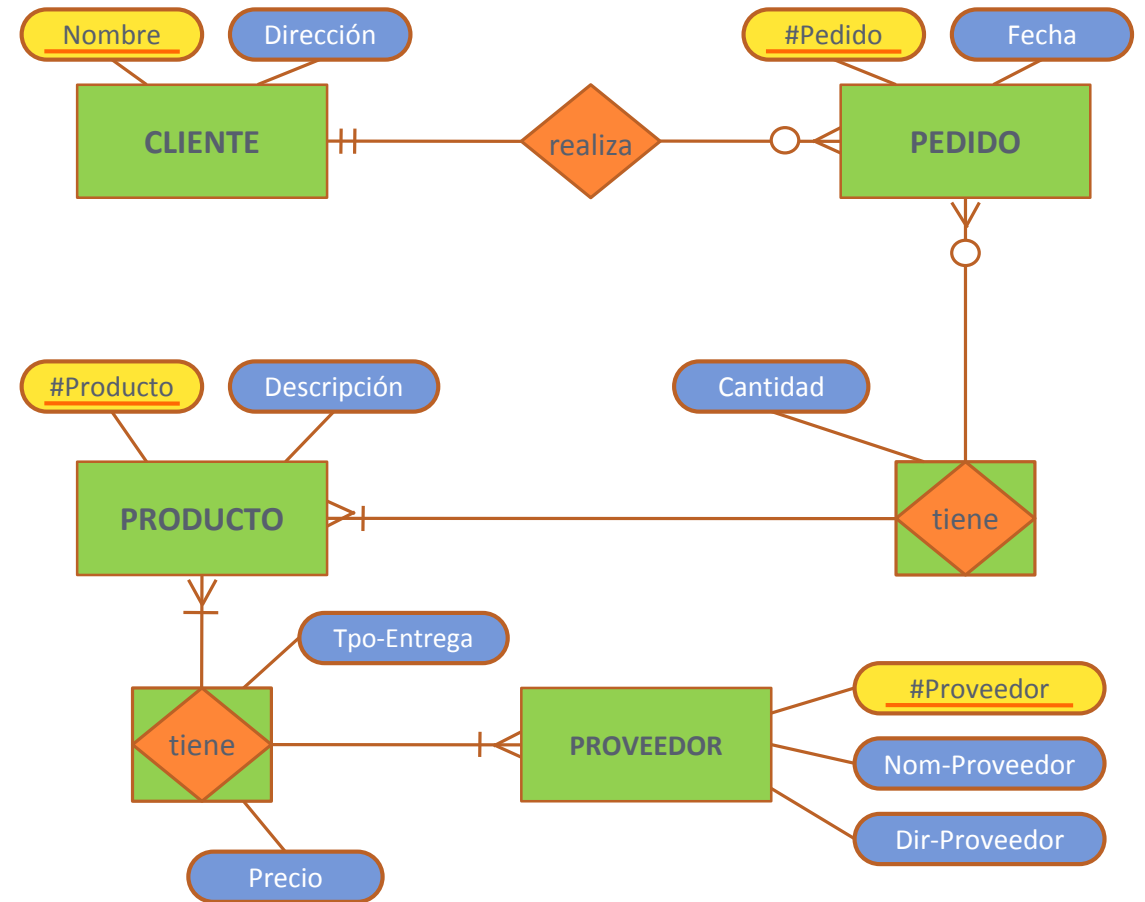 Nombre
Dirección
#Pedido
Fecha
CLIENTE
realiza
PEDIDO
#Producto
Descripción
Cantidad
PRODUCTO
tiene
Tpo-Entrega
#Proveedor
tiene
PROVEEDOR
Nom-Proveedor
Dir-Proveedor
Precio